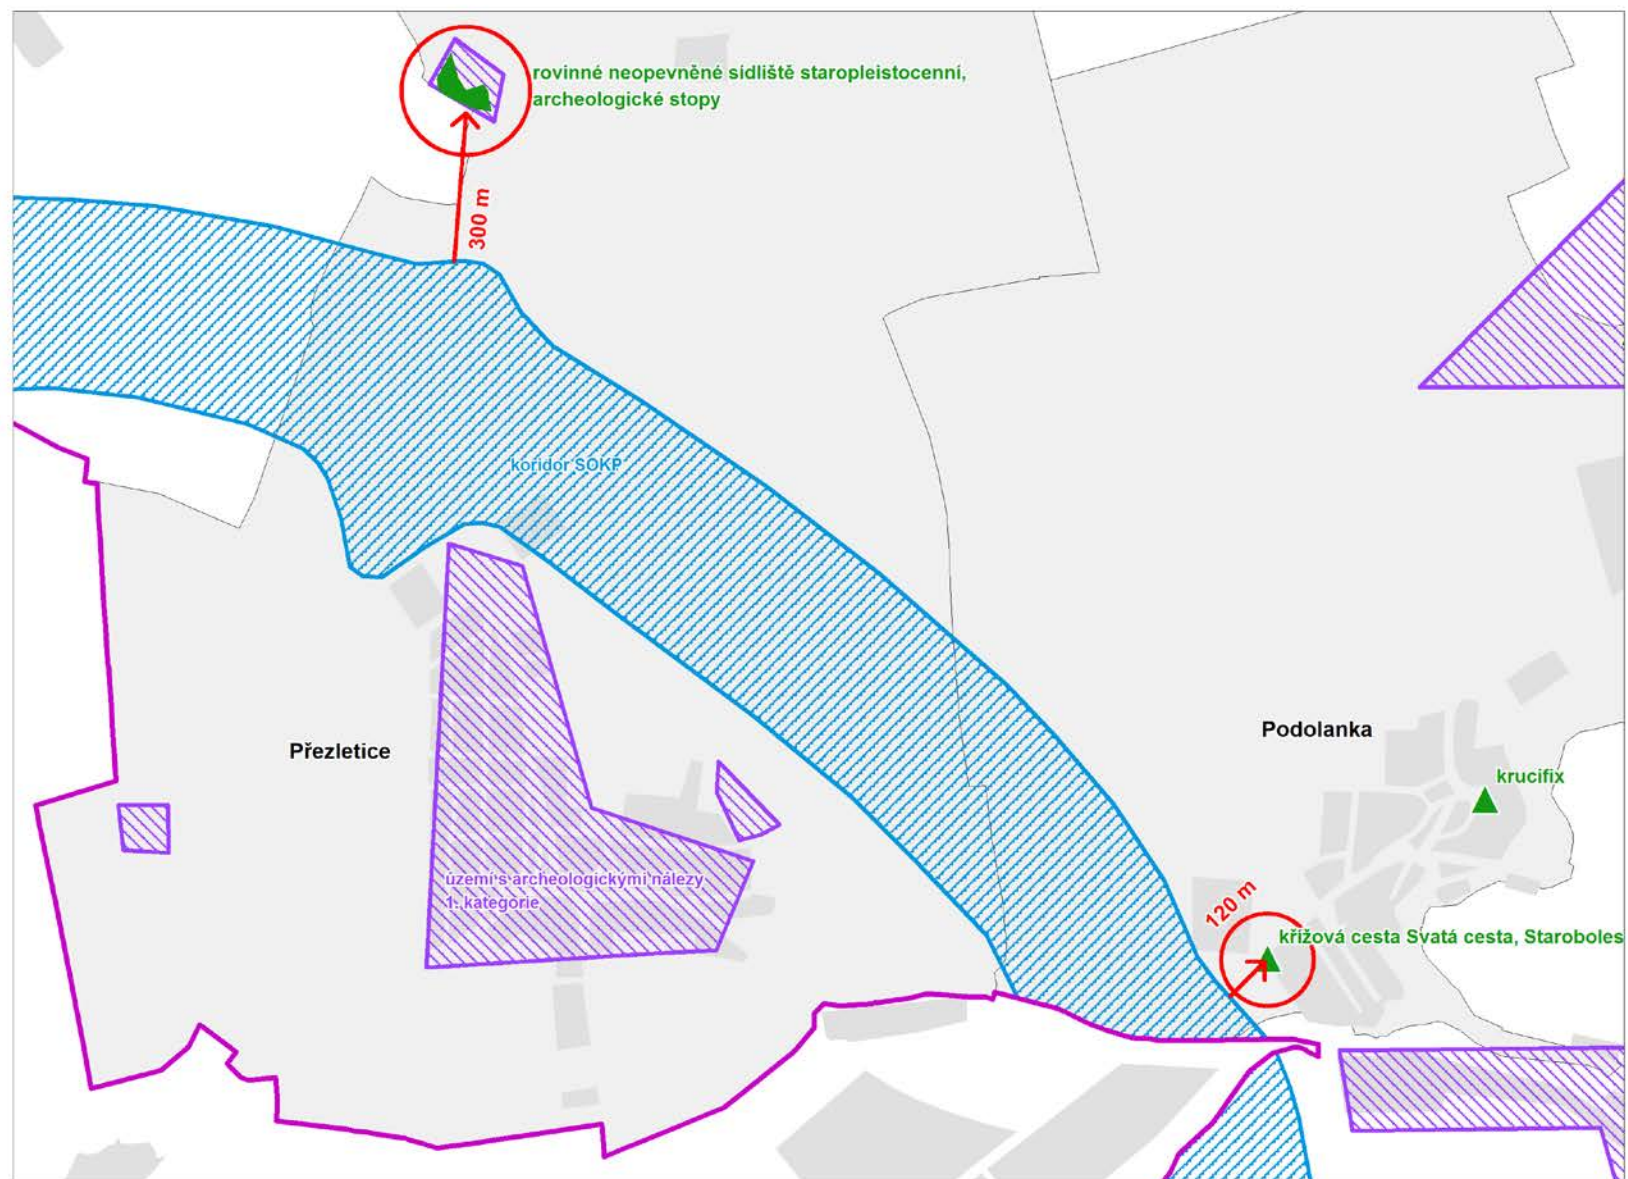 rovinné neopevněné sídliště staropleistocenní,
archeologické stopy
300 m
koridor SOKP
Přezletice
Podolanka
krucifix
území s archeologickými nálezy
1. kategorie
120 m
křížová cesta Svatá cesta, Staroboles